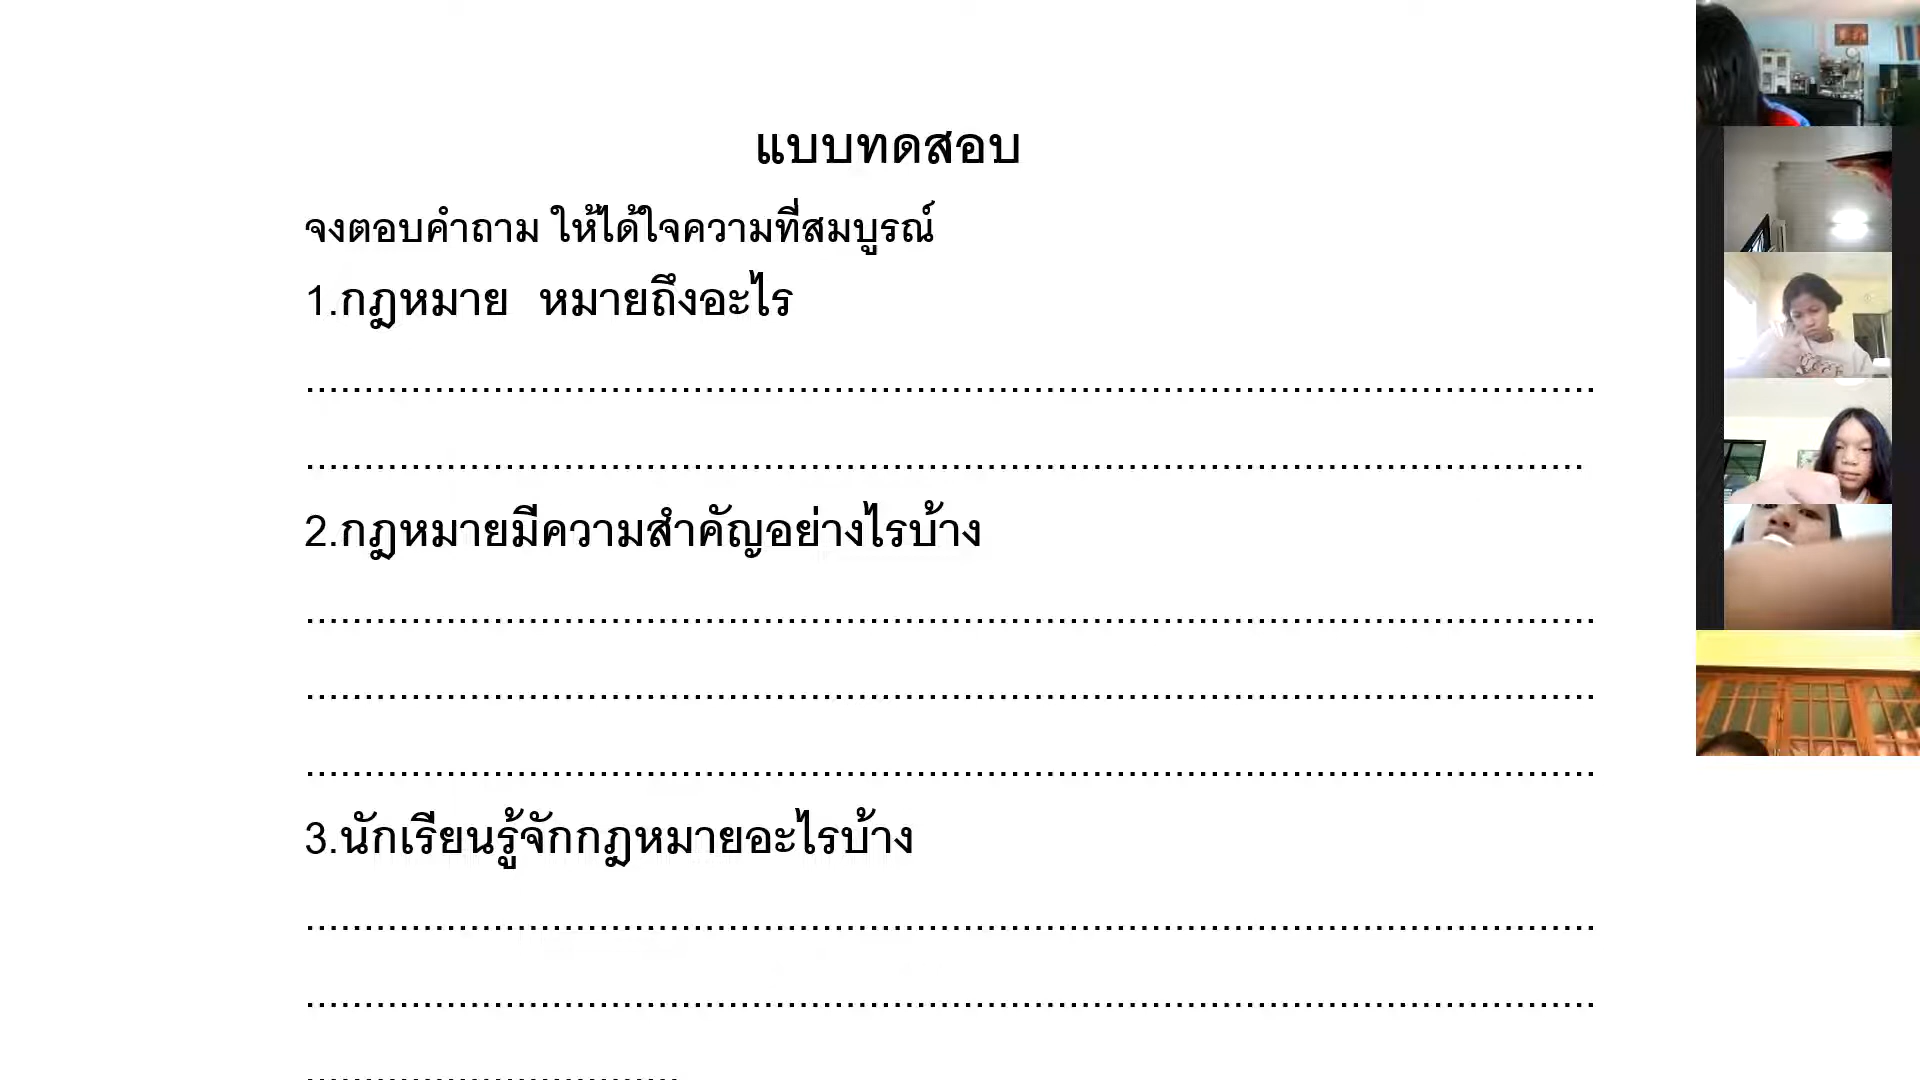 แบบทดสอบ
จงตอบคำถาม ให้ได้ใจความที่สมบูรณ์
1.กฎหมาย หมายถึงอะไร
................................................................................................................
...............................................................................................................
2.กฎหมายมีความสำคัญอย่างไรบ้าง
................................................................................................................
................................................................................................................
................................................................................................................
3.นักเรียนรู้จักกฎหมายอะไรบ้าง
................................................................................................................
................................................................................................................
................................